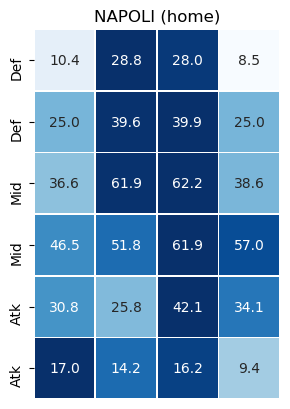 NAPOLI (home)
Def 10.4 28.8 28.0 8.5
Def 25.0 39.6 39.9 25.0
Mid 36.6 61.9 62.2 38.6
Mid 46.5 51.8 61.9 57.0
Atk 30.8 25.8 42.1 34.1
Atk 17.0 14.2 16.2 9.4